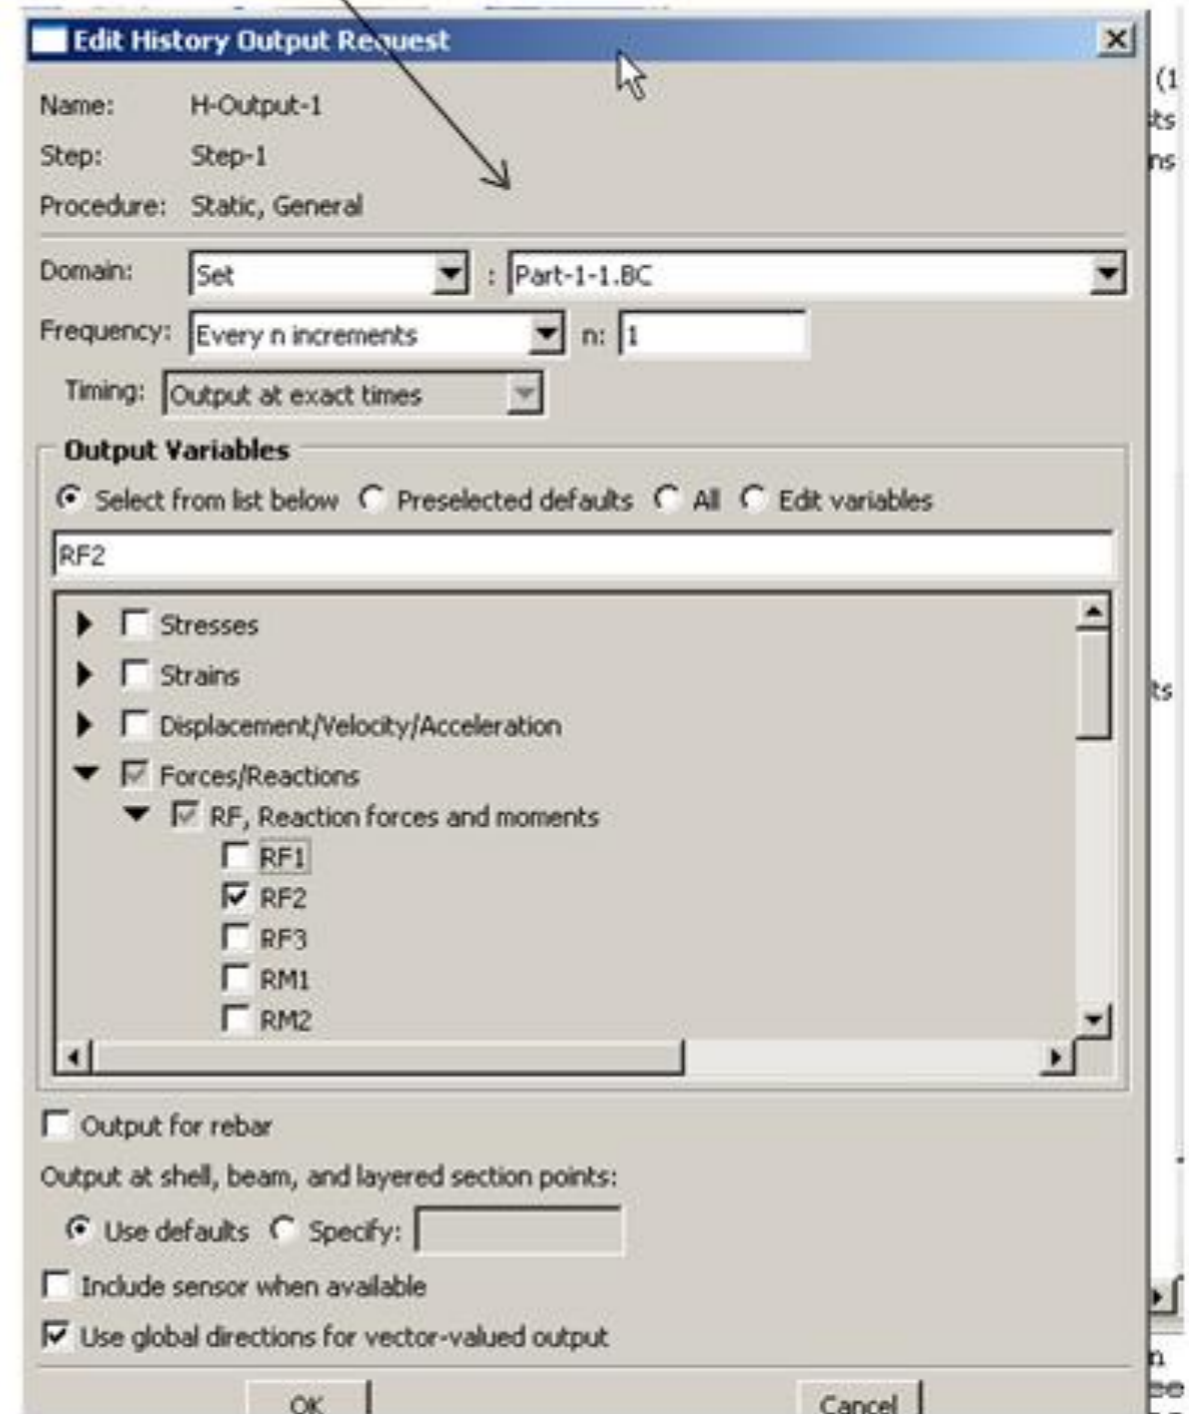 Edit History Output Request
Name: H-Output-1
Step: Step-1
Procedure: Static, General
Domain: Set : Part-1-1.BC
Frequency: Every n increments n: 1
Timing: Output at exact times
Output Variables
Select from list below Preselected defaults All Edit variables
RF2
Stresses
Strains
Displacement/Velocity/Acceleration
Forces/Reactions
RF, Reaction forces and moments
RF1
RF2
RF3
RM1
RM2
Output for rebar
Output at shell, beam, and layered section points:
Use defaults Specify:
Include sensor when available
Use global directions for vector-valued output
OK Cancel